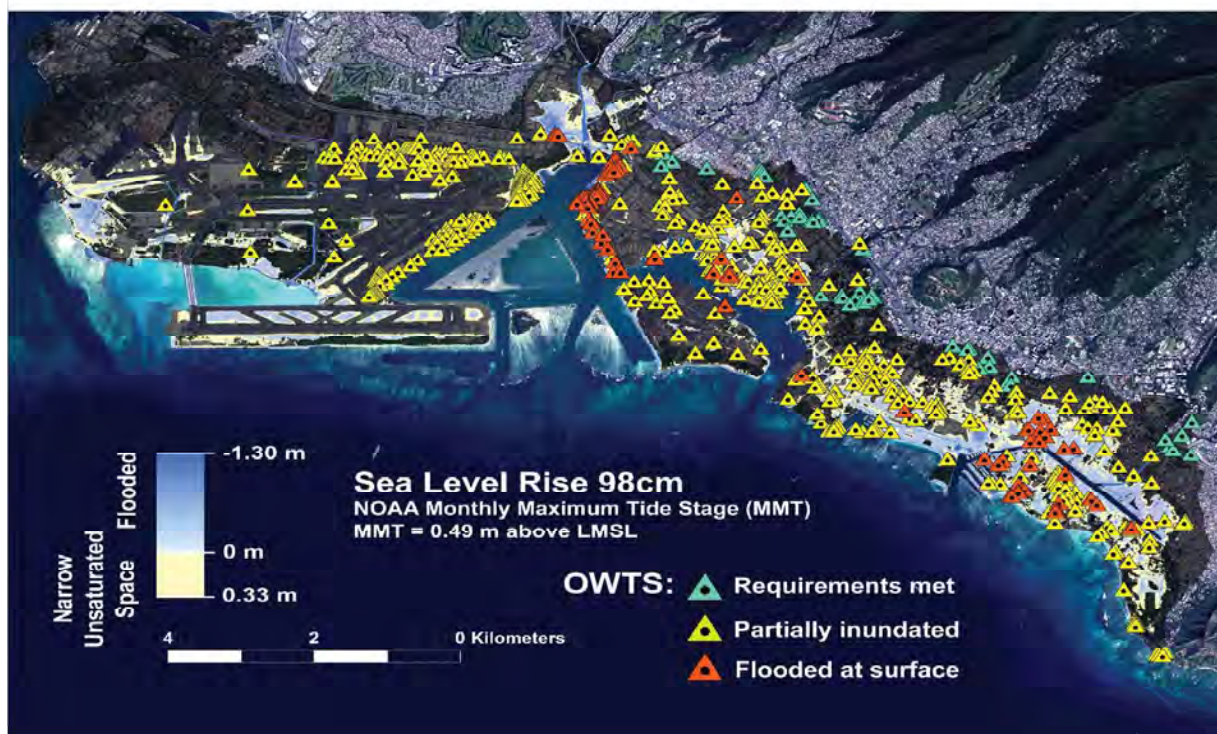 Sea Level Rise 98cm
NOAA Monthly Maximum Tide Stage (MMT)
MMT = 0.49 m above LMSL
Narrow
Unsaturated
Space
Flooded
-1.30 m
0 m
0.33 m
4
2
0 Kilometers
OWTS:
Requirements met
Partially inundated
Flooded at surface